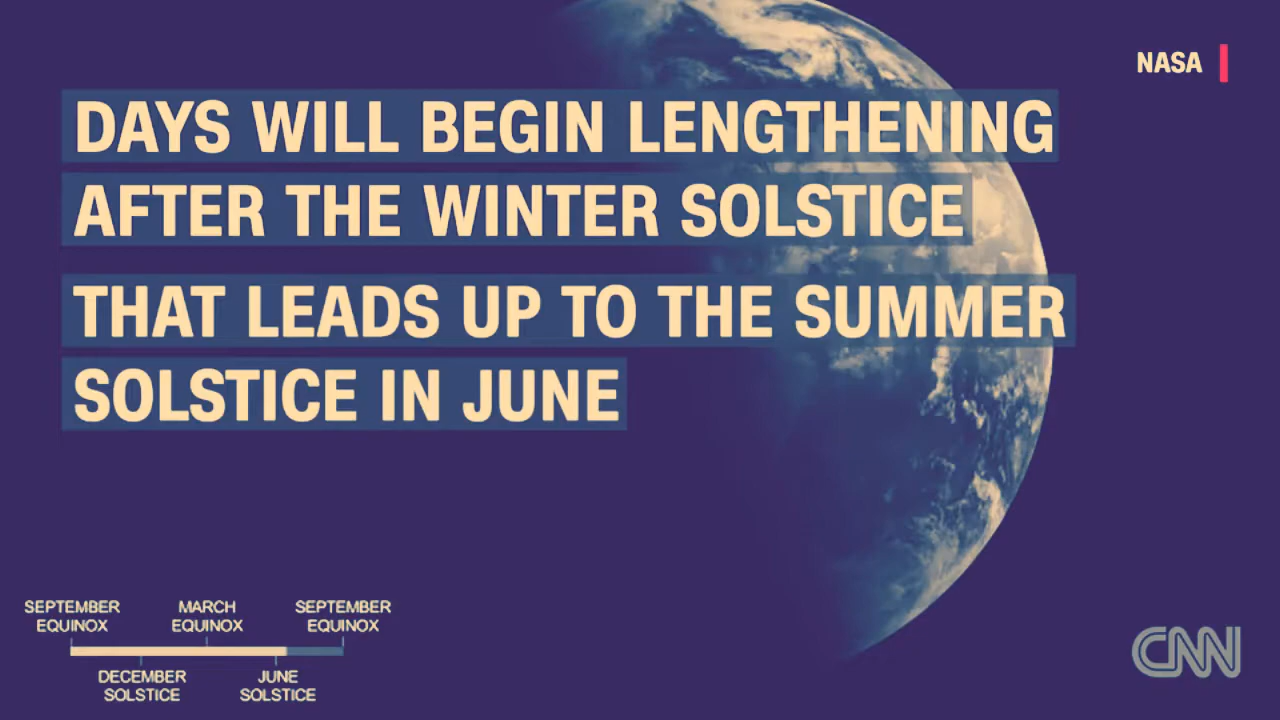 NASA
DAYS WILL BEGIN LENGTHENING
AFTER THE WINTER SOLSTICE
THAT LEADS UP TO THE SUMMER
SOLSTICE IN JUNE
SEPTEMBER
EQUINOX
MARCH
EQUINOX
SEPTEMBER
EQUINOX
DECEMBER
SOLSTICE
JUNE
SOLSTICE
CNN